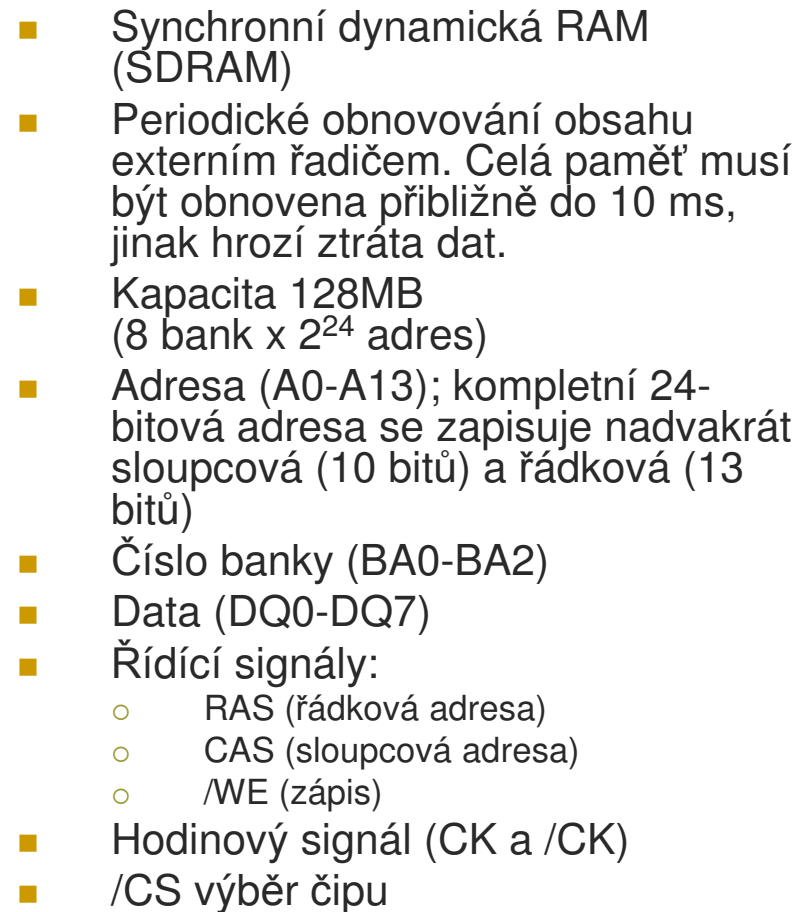 Synchronní dynamická RAM
(SDRAM)
Periodické obnovování obsahu
externím řadičem. Celá paměť musí
být obnovena přibližně do 10 ms,
jinak hrozí ztráta dat.
Kapacita 128MB
(8 bank x 2²⁴ adres)
Adresa (A0-A13); kompletní 24-
bitová adresa se zapisuje nadvakrát
sloupcová (10 bitů) a řádková (13
bitů)
Číslo banky (BA0-BA2)
Data (DQ0-DQ7)
Řídící signály:
RAS (řádková adresa)
CAS (sloupcová adresa)
/WE (zápis)
Hodinový signál (CK a /CK)
/CS výběr čipu